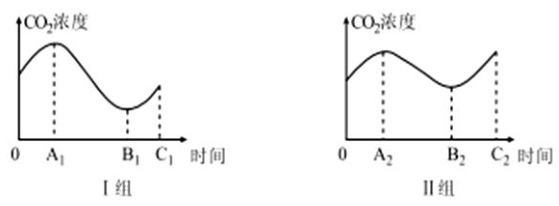 CO₂浓度
0 A₁ B₁ C₁ 时间
Ⅰ组
CO₂浓度
0 A₂ B₂ C₂ 时间
Ⅱ组